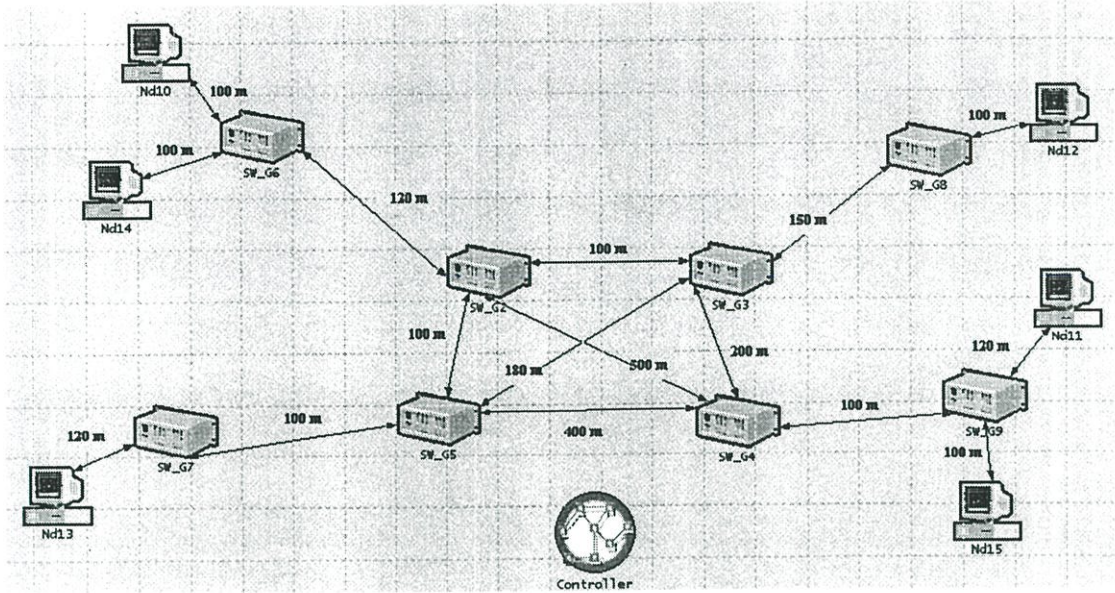 Nd10
100 m
100 m
SW_G6
Nd14
120 m
100 m
Nd12
SW_G8
150 m
100 m
SW_G2
SW_G3
Nd11
100 m
180 m
500 m
200 m
120 m
120 m
SW_G7
100 m
SW_G5
400 m
SW_G4
100 m
SW_G9
100 m
Nd13
Nd15
Controller